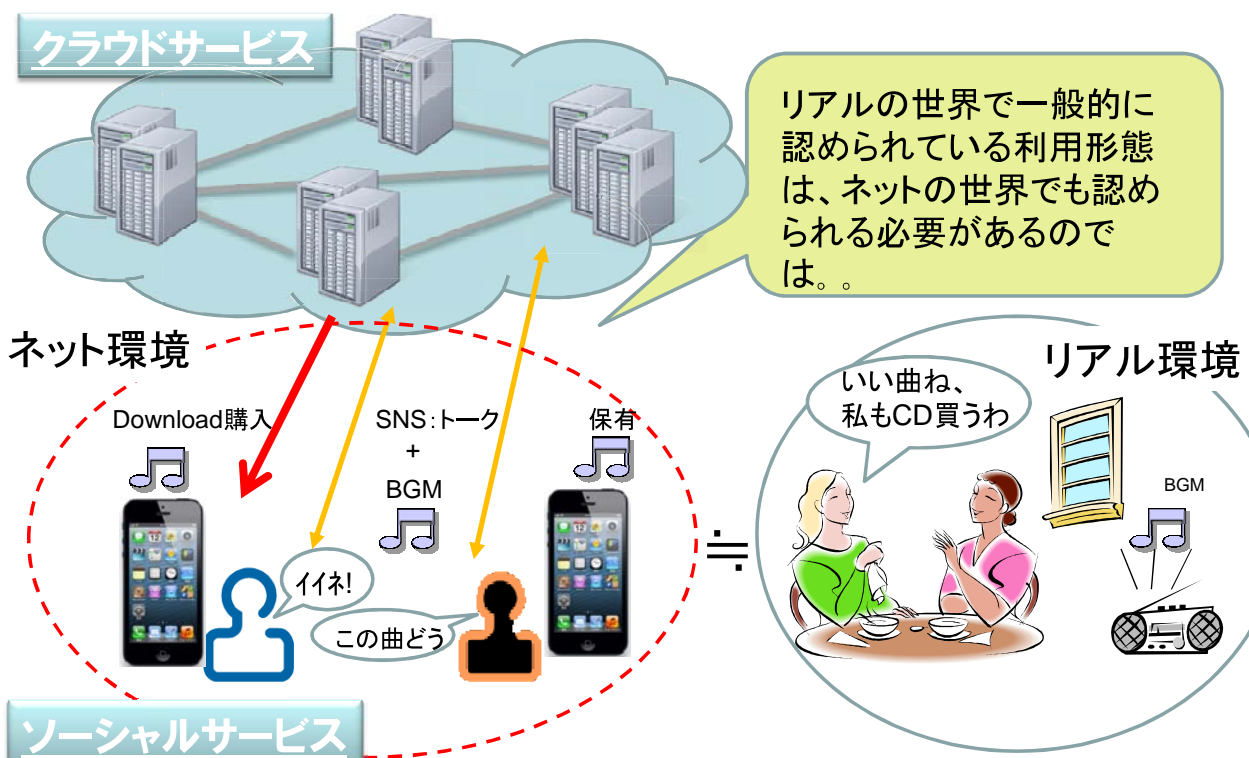 クラウドサービス
リアルの世界で一般的に
認められている利用形態
は、ネットの世界でも認め
られる必要があるので
は。。
ネット環境
リアル環境
いい曲ね、
私もCD買うわ
Download購入
SNS:トーク
+
BGM
保有
BGM
≒
イイネ!
この曲どう
ソーシャルサービス